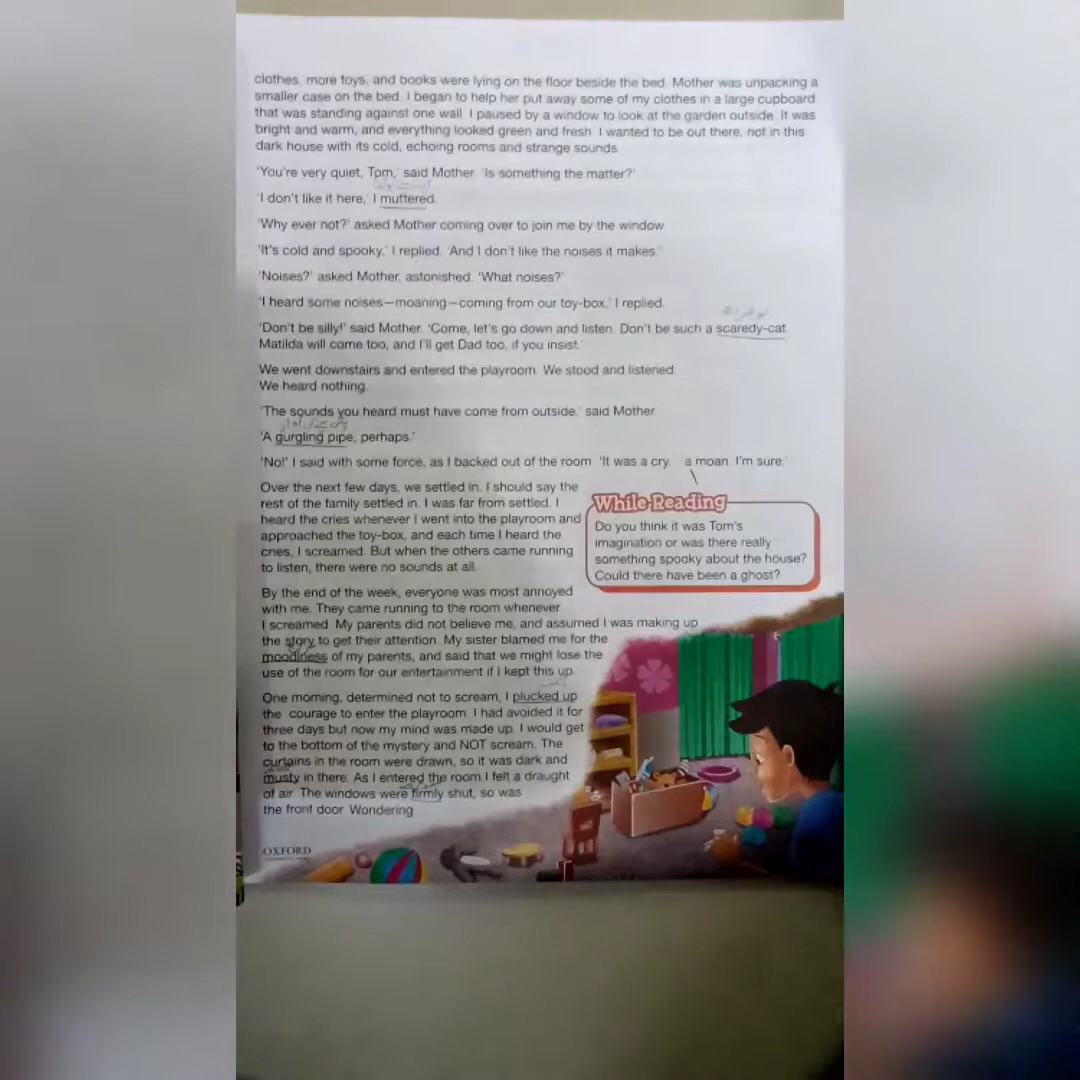 clothes, more toys, and books were lying on the floor beside the bed. Mother was unpacking a
smaller case on the bed. I began to help her put away some of my clothes in a large cupboard
that was standing against one wall. I paused by a window to look at the garden outside. It was
bright and warm, and everything looked green and fresh. I wanted to be out there, not in this
dark house with its cold, echoing rooms and strange sounds.
'You're very quiet, Tom,' said Mother. 'Is something the matter?'
'I don't like it here,' I muttered.
'Why ever not?' asked Mother coming over to join me by the window.
'It's cold and spooky,' I replied. 'And I don't like the noises it makes.'
'Noises?' asked Mother, astonished. 'What noises?'
'I heard some noises—moaning—coming from our toy-box,' I replied.
'Don't be silly!' said Mother. 'Come, let's go down and listen. Don't be such a scaredy-cat.
Matilda will come too, and I'll get Dad too, if you insist.'
We went downstairs and entered the playroom. We stood and listened.
We heard nothing.
'The sounds you heard must have come from outside,' said Mother.
'A gurgling pipe, perhaps.'
'No!' I said with some force, as I backed out of the room. 'It was a cry. a moan. I'm sure.'
Over the next few days, we settled in. I should say the
rest of the family settled in. I was far from settled. I
heard the cries whenever I went into the playroom and
approached the toy-box, and each time I heard the
cries, I screamed. But when the others came running
to listen, there were no sounds at all.
While Reading
Do you think it was Tom's
imagination or was there really
something spooky about the house?
Could there have been a ghost?
By the end of the week, everyone was most annoyed
with me. They came running to the room whenever
I screamed. My parents did not believe me, and assumed I was making up
the story to get their attention. My sister blamed me for the
moodiness of my parents, and said that we might lose the
use of the room for our entertainment if I kept this up.
One morning, determined not to scream, I plucked up
the courage to enter the playroom. I had avoided it for
three days but now my mind was made up. I would get
to the bottom of the mystery and NOT scream. The
curtains in the room were drawn, so it was dark and
musty in there. As I entered the room I felt a draught
of air. The windows were firmly shut, so was
the front door. Wondering
OXFORD